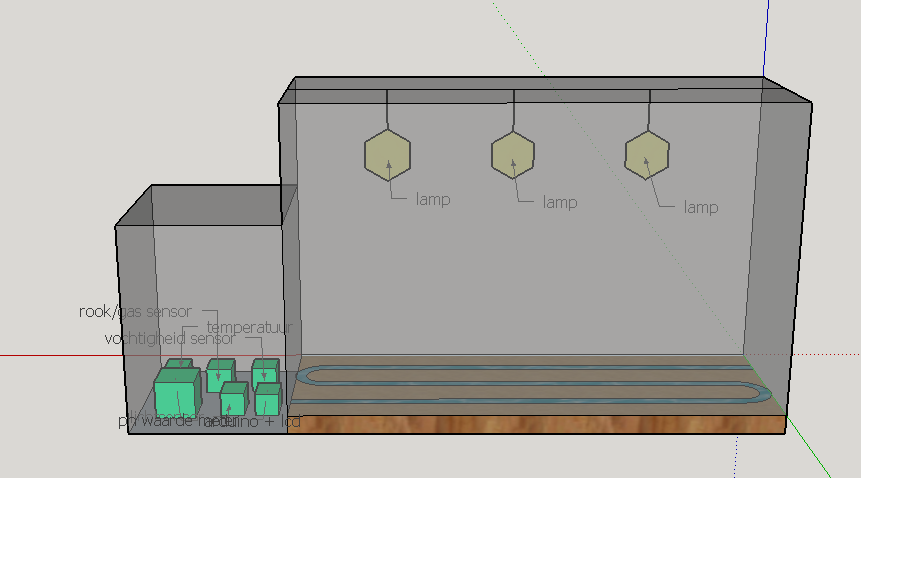 lamp
lamp
lamp
rook/gas sensor
temperatuur
vochtigheid sensor
ph waarde meter
arduino + lcd